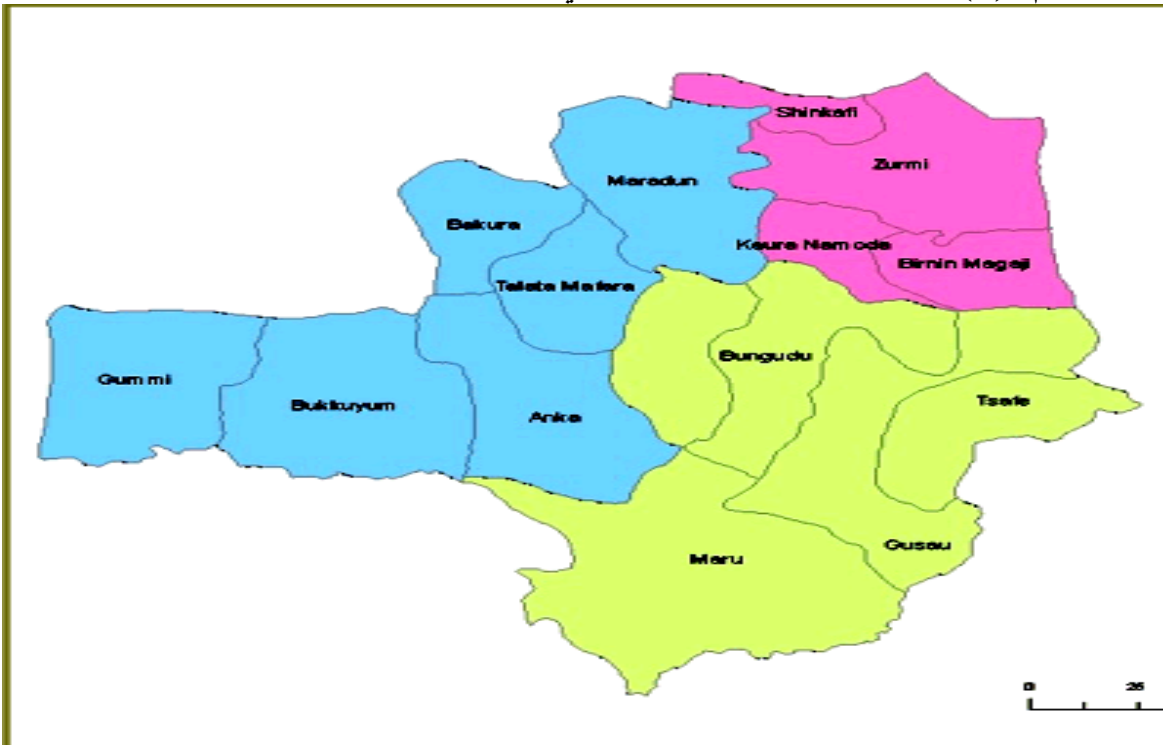 Shinkafi
Zurmi
Maradun
Bakura
Kaura Namoda
Birnin Magaji
Talata Mafara
Bungudu
Gummi
Bukkuyum
Anka
Tsafe
Gusau
Maru
0 25